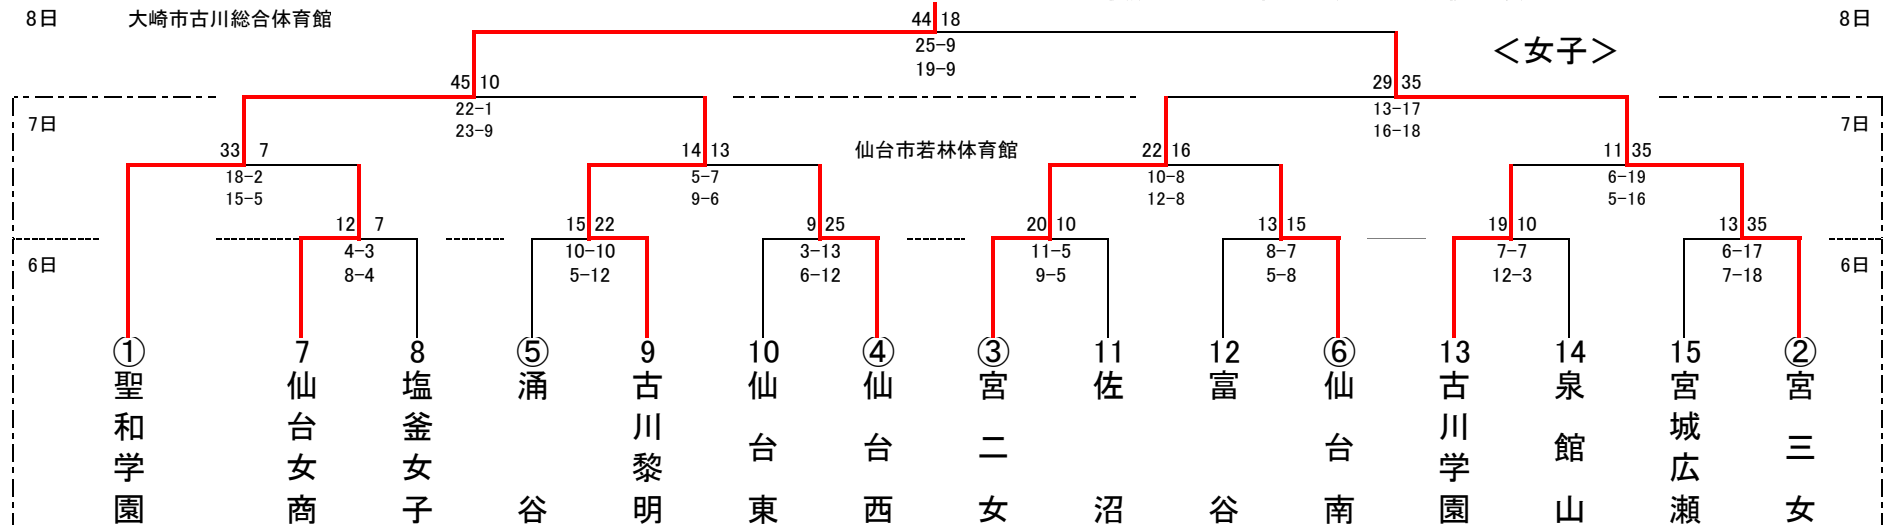 8日 大崎市古川総合体育館 44 18 8日
25-9
19-9
＜女子＞
45 10 29 35
22-1 13-17
23-9 16-18
7日 7日
33 7 14 13 仙台市若林体育館 22 16 11 35
18-2 5-7 10-8 6-19
15-5 9-6 12-8 5-16
12 7 15 22 9 25 20 10 13 15 19 10 13 35
4-3 10-10 3-13 11-5 8-7 7-7 6-17
8-4 5-12 6-12 9-5 5-8 12-3 7-18
6日 6日
① 7 8 ⑤ 9 10 ④ ③ 11 12 ⑥ 13 14 15 ②
聖和学園
仙台女商
塩釜女子
涌谷
古川黎明
仙台東
仙台西
宮二女
佐沼
富谷
仙台南
古川学園
泉館山
宮城広瀬
宮三女